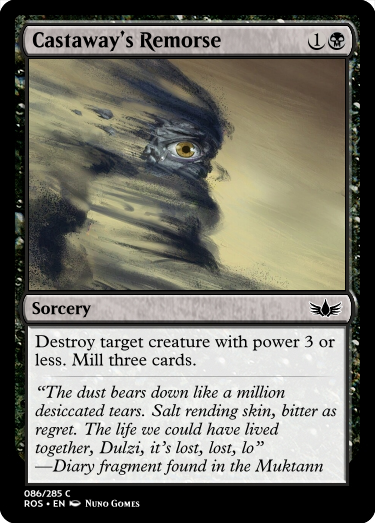 Castaway's Remorse 1
Sorcery
Destroy target creature with power 3 or
less. Mill three cards.
“The dust bears down like a million
desiccated tears. Salt rending skin, bitter as
regret. The life we could have lived
together, Dulzi, it's lost, lost, lo”
—Diary fragment found in the Muktann
086/285 C
ROS • EN Nuno Gomes